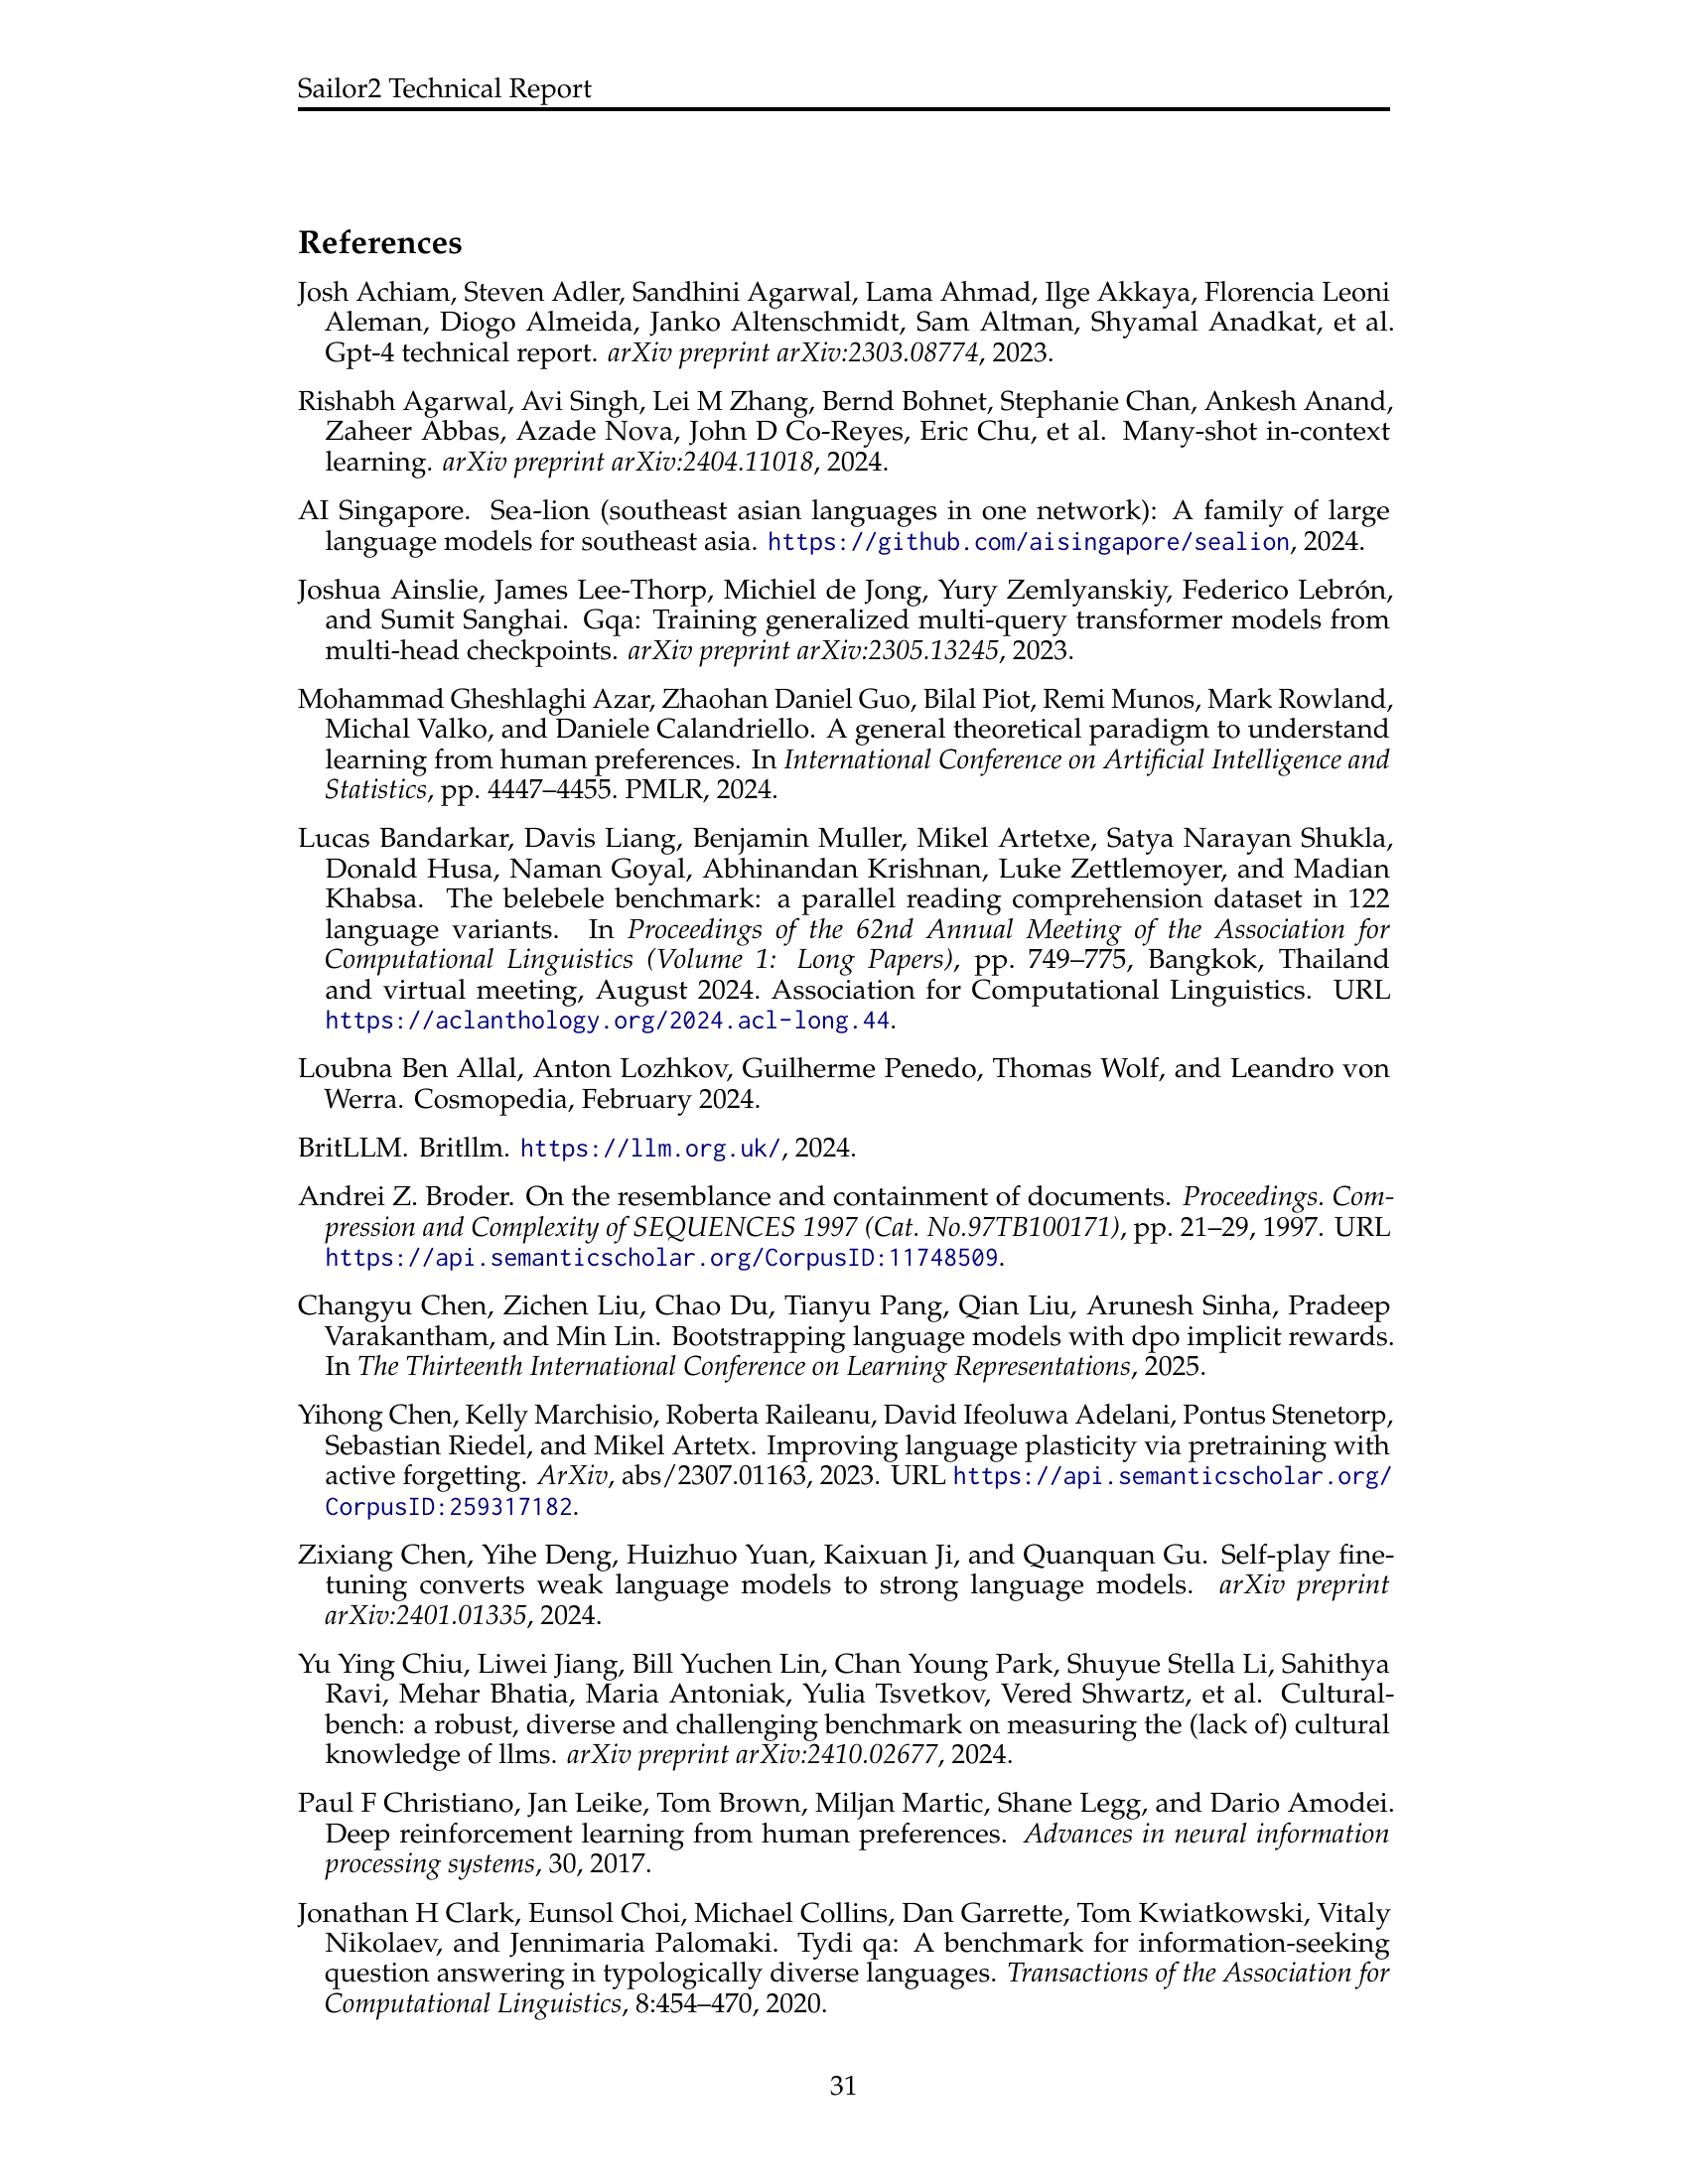 Sailor2 Technical Report
References
Josh Achiam, Steven Adler, Sandhini Agarwal, Lama Ahmad, Ilge Akkaya, Florencia Leoni
Aleman, Diogo Almeida, Janko Altenschmidt, Sam Altman, Shyamal Anadkat, et al.
Gpt-4 technical report. arXiv preprint arXiv:2303.08774, 2023.
Rishabh Agarwal, Avi Singh, Lei M Zhang, Bernd Bohnet, Stephanie Chan, Ankesh Anand,
Zaheer Abbas, Azade Nova, John D Co-Reyes, Eric Chu, et al. Many-shot in-context
learning. arXiv preprint arXiv:2404.11018, 2024.
AI Singapore. Sea-lion (southeast asian languages in one network): A family of large
language models for southeast asia. https://github.com/aisingapore/sealion, 2024.
Joshua Ainslie, James Lee-Thorp, Michiel de Jong, Yury Zemlyanskiy, Federico Lebrón,
and Sumit Sanghai. Gqa: Training generalized multi-query transformer models from
multi-head checkpoints. arXiv preprint arXiv:2305.13245, 2023.
Mohammad Gheshlaghi Azar, Zhaohan Daniel Guo, Bilal Piot, Remi Munos, Mark Rowland,
Michal Valko, and Daniele Calandriello. A general theoretical paradigm to understand
learning from human preferences. In International Conference on Artificial Intelligence and
Statistics, pp. 4447–4455. PMLR, 2024.
Lucas Bandarkar, Davis Liang, Benjamin Muller, Mikel Artetxe, Satya Narayan Shukla,
Donald Husa, Naman Goyal, Abhinandan Krishnan, Luke Zettlemoyer, and Madian
Khabsa. The belebele benchmark: a parallel reading comprehension dataset in 122
language variants. In Proceedings of the 62nd Annual Meeting of the Association for
Computational Linguistics (Volume 1: Long Papers), pp. 749–775, Bangkok, Thailand
and virtual meeting, August 2024. Association for Computational Linguistics. URL
https://aclanthology.org/2024.acl-long.44.
Loubna Ben Allal, Anton Lozhkov, Guilherme Penedo, Thomas Wolf, and Leandro von
Werra. Cosmopedia, February 2024.
BritLLM. Britllm. https://llm.org.uk/, 2024.
Andrei Z. Broder. On the resemblance and containment of documents. Proceedings. Com-
pression and Complexity of SEQUENCES 1997 (Cat. No.97TB100171), pp. 21–29, 1997. URL
https://api.semanticscholar.org/CorpusID:11748509.
Changyu Chen, Zichen Liu, Chao Du, Tianyu Pang, Qian Liu, Arunesh Sinha, Pradeep
Varakantham, and Min Lin. Bootstrapping language models with dpo implicit rewards.
In The Thirteenth International Conference on Learning Representations, 2025.
Yihong Chen, Kelly Marchisio, Roberta Raileanu, David Ifeoluwa Adelani, Pontus Stenetorp,
Sebastian Riedel, and Mikel Artetx. Improving language plasticity via pretraining with
active forgetting. ArXiv, abs/2307.01163, 2023. URL https://api.semanticscholar.org/
CorpusID:259317182.
Zixiang Chen, Yihe Deng, Huizhuo Yuan, Kaixuan Ji, and Quanquan Gu. Self-play fine-
tuning converts weak language models to strong language models. arXiv preprint
arXiv:2401.01335, 2024.
Yu Ying Chiu, Liwei Jiang, Bill Yuchen Lin, Chan Young Park, Shuyue Stella Li, Sahithya
Ravi, Mehar Bhatia, Maria Antoniak, Yulia Tsvetkov, Vered Shwartz, et al. Cultural-
bench: a robust, diverse and challenging benchmark on measuring the (lack of) cultural
knowledge of llms. arXiv preprint arXiv:2410.02677, 2024.
Paul F Christiano, Jan Leike, Tom Brown, Miljan Martic, Shane Legg, and Dario Amodei.
Deep reinforcement learning from human preferences. Advances in neural information
processing systems, 30, 2017.
Jonathan H Clark, Eunsol Choi, Michael Collins, Dan Garrette, Tom Kwiatkowski, Vitaly
Nikolaev, and Jennimaria Palomaki. Tydi qa: A benchmark for information-seeking
question answering in typologically diverse languages. Transactions of the Association for
Computational Linguistics, 8:454–470, 2020.
31